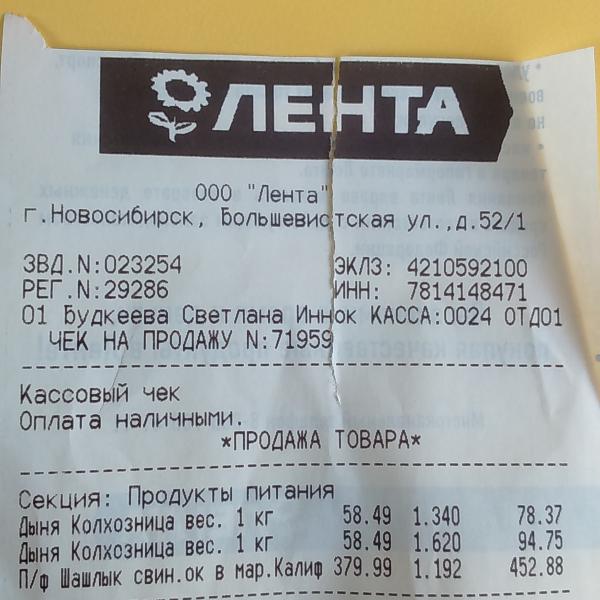 ЛЕНТА
ООО "Лента"
г.Новосибирск, Большевистская ул.,д.52/1
ЗВД.N:023254 ЭКЛЗ: 4210592100
РЕГ.N:29286 ИНН: 7814148471
01 Будкеева Светлана Иннок КАССА:0024 ОТД01
ЧЕК НА ПРОДАЖУ N:71959
Кассовый чек
Оплата наличными.
*ПРОДАЖА ТОВАРА*
Секция: Продукты питания
Дыня Колхозница вес. 1 кг 58.49 1.340 78.37
Дыня Колхозница вес. 1 кг 58.49 1.620 94.75
П/ф Шашлык свин.ок в мар.Калиф 379.99 1.192 452.88